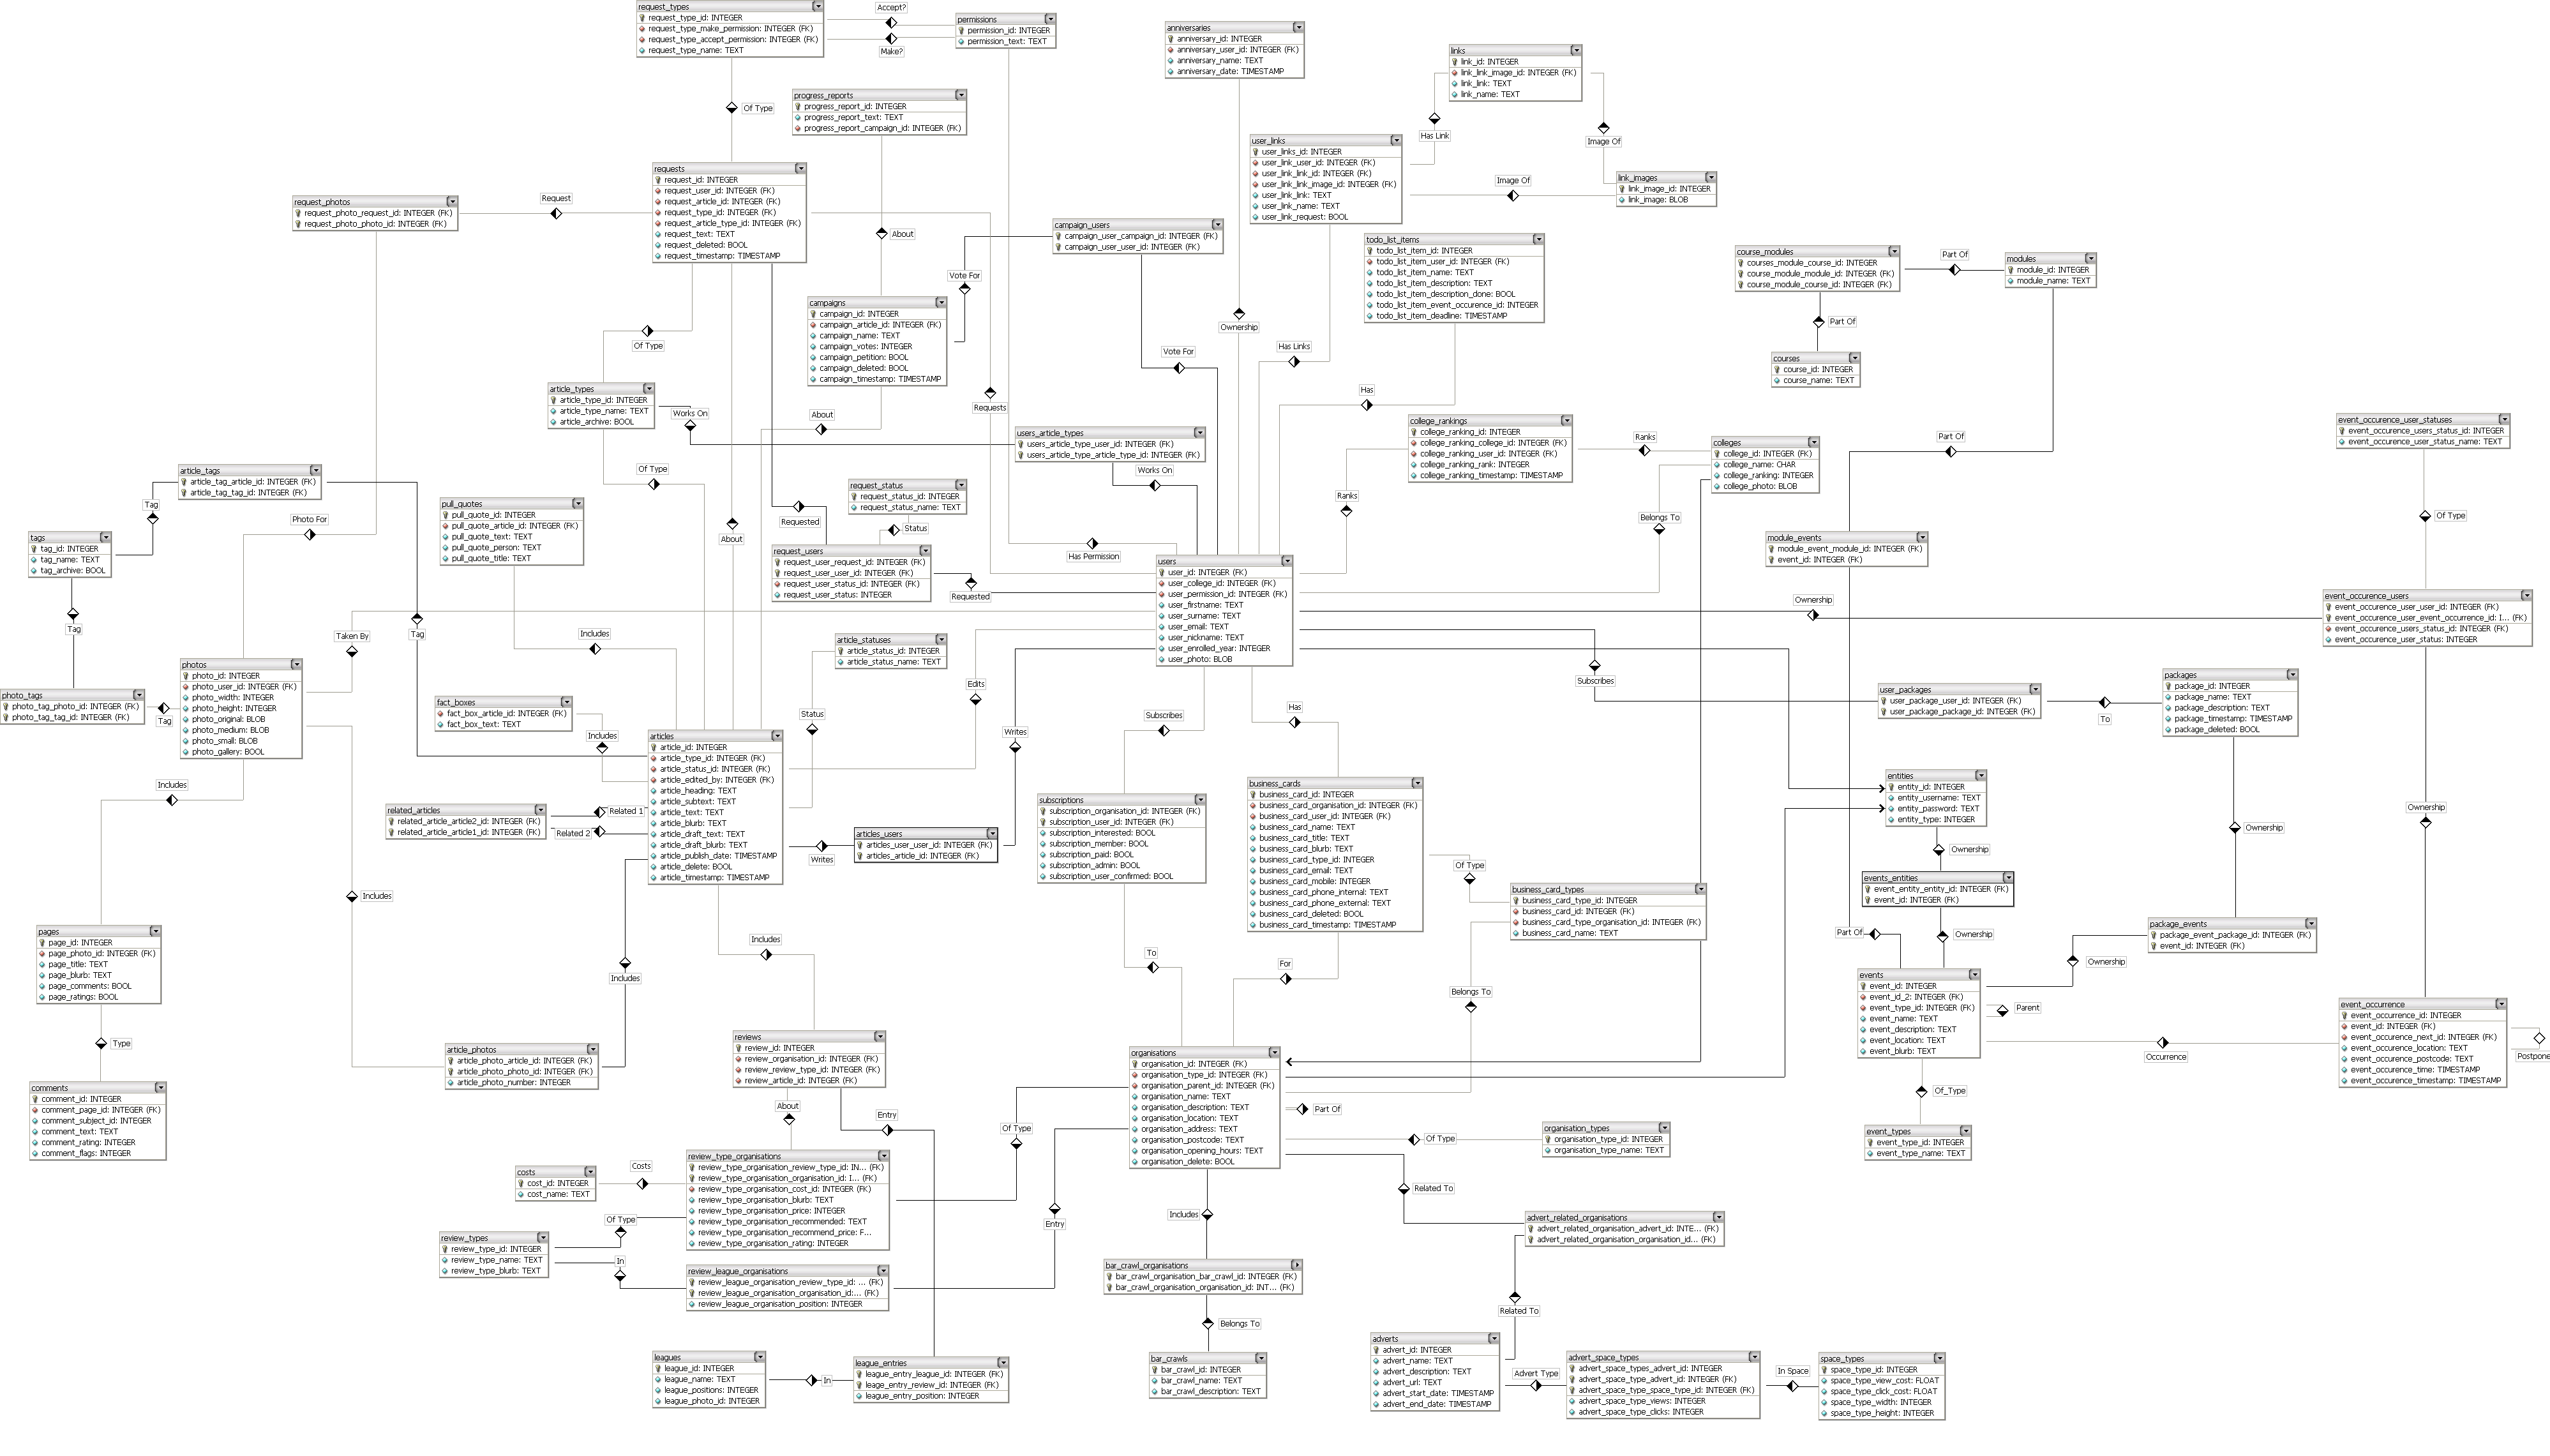 request_types
request_type_id: INTEGER
request_type_make_permission: INTEGER (FK)
request_type_accept_permission: INTEGER (FK)
request_type_name: TEXT
Accept?
Make?
permissions
permission_id: INTEGER
permission_text: TEXT
anniversaries
anniversary_id: INTEGER
anniversary_user_id: INTEGER (FK)
anniversary_name: TEXT
anniversary_date: TIMESTAMP
links
link_id: INTEGER
link_link_image_id: INTEGER (FK)
link_link: TEXT
link_name: TEXT
Of Type
progress_reports
progress_report_id: INTEGER
progress_report_text: TEXT
progress_report_campaign_id: INTEGER (FK)
Has Link
Image Of
user_links
user_links_id: INTEGER
user_link_user_id: INTEGER (FK)
user_link_link_id: INTEGER (FK)
user_link_link_image_id: INTEGER (FK)
user_link_link: TEXT
user_link_name: TEXT
user_link_request: BOOL
Image Of
link_images
link_image_id: INTEGER
link_image: BLOB
requests
request_id: INTEGER
request_user_id: INTEGER (FK)
request_article_id: INTEGER (FK)
request_type_id: INTEGER (FK)
request_article_type_id: INTEGER (FK)
request_text: TEXT
request_deleted: BOOL
request_timestamp: TIMESTAMP
request_photos
request_photo_request_id: INTEGER (FK)
request_photo_photo_id: INTEGER (FK)
Request
About
campaign_users
campaign_user_campaign_id: INTEGER (FK)
campaign_user_user_id: INTEGER (FK)
Vote For
todo_list_items
todo_list_item_id: INTEGER
todo_list_item_user_id: INTEGER (FK)
todo_list_item_name: TEXT
todo_list_item_description: TEXT
todo_list_item_description_done: BOOL
todo_list_item_event_occurence_id: INTEGER
todo_list_item_deadline: TIMESTAMP
course_modules
courses_module_course_id: INTEGER
course_module_module_id: INTEGER (FK)
course_module_course_id: INTEGER (FK)
Part Of
modules
module_id: INTEGER
module_name: TEXT
campaigns
campaign_id: INTEGER
campaign_article_id: INTEGER (FK)
campaign_name: TEXT
campaign_votes: INTEGER
campaign_petition: BOOL
campaign_deleted: BOOL
campaign_timestamp: TIMESTAMP
Of Type
Ownership
Has Links
Vote For
Part Of
courses
course_id: INTEGER
course_name: TEXT
article_types
article_type_id: INTEGER
article_type_name: TEXT
article_archive: BOOL
Works On
About
Requests
Has
users_article_types
users_article_type_user_id: INTEGER (FK)
users_article_type_article_type_id: INTEGER (FK)
Works On
college_rankings
college_ranking_id: INTEGER
college_ranking_college_id: INTEGER (FK)
college_ranking_user_id: INTEGER (FK)
college_ranking_rank: INTEGER
college_ranking_timestamp: TIMESTAMP
Ranks
colleges
college_id: INTEGER (FK)
college_name: CHAR
college_ranking: INTEGER
college_photo: BLOB
Part Of
event_occurence_user_statuses
event_occurence_users_status_id: INTEGER
event_occurence_user_status_name: TEXT
Of Type
article_tags
article_tag_article_id: INTEGER (FK)
article_tag_tag_id: INTEGER (FK)
Tag
Photo For
Of Type
pull_quotes
pull_quote_id: INTEGER
pull_quote_article_id: INTEGER (FK)
pull_quote_text: TEXT
pull_quote_person: TEXT
pull_quote_title: TEXT
request_status
request_status_id: INTEGER
request_status_name: TEXT
Requested
Status
About
Ranks
Belongs To
tags
tag_id: INTEGER
tag_name: TEXT
tag_archive: BOOL
request_users
request_user_request_id: INTEGER (FK)
request_user_user_id: INTEGER (FK)
request_user_status_id: INTEGER (FK)
request_user_status: INTEGER
Requested
Has Permission
users
user_id: INTEGER (FK)
user_college_id: INTEGER (FK)
user_permission_id: INTEGER (FK)
user_firstname: TEXT
user_surname: TEXT
user_email: TEXT
user_nickname: TEXT
user_enrolled_year: INTEGER
user_photo: BLOB
module_events
module_event_module_id: INTEGER (FK)
event_id: INTEGER (FK)
Ownership
event_occurence_users
event_occurence_user_user_id: INTEGER (FK)
event_occurence_user_event_occurrence_id: I... (FK)
event_occurence_users_status_id: INTEGER (FK)
event_occurence_user_status: INTEGER
Tag
Taken By
Tag
Includes
article_statuses
article_status_id: INTEGER
article_status_name: TEXT
photos
photo_id: INTEGER
photo_user_id: INTEGER (FK)
photo_width: INTEGER
photo_height: INTEGER
photo_original: BLOB
photo_medium: BLOB
photo_small: BLOB
photo_gallery: BOOL
photo_tags
photo_tag_photo_id: INTEGER (FK)
photo_tag_tag_id: INTEGER (FK)
Tag
fact_boxes
fact_box_article_id: INTEGER (FK)
fact_box_text: TEXT
Includes
Status
Edits
Subscribes
user_packages
user_package_user_id: INTEGER (FK)
user_package_package_id: INTEGER (FK)
To
packages
package_id: INTEGER
package_name: TEXT
package_description: TEXT
package_timestamp: TIMESTAMP
package_deleted: BOOL
articles
article_id: INTEGER
article_type_id: INTEGER (FK)
article_status_id: INTEGER (FK)
article_edited_by: INTEGER (FK)
article_heading: TEXT
article_subtext: TEXT
article_text: TEXT
article_blurb: TEXT
article_draft_text: TEXT
article_draft_blurb: TEXT
article_publish_date: TIMESTAMP
article_delete: BOOL
article_timestamp: TIMESTAMP
Writes
Subscribes
Has
Includes
related_articles
related_article_article2_id: INTEGER (FK)
related_article_article1_id: INTEGER (FK)
Related 1
Related 2
Writes
articles_users
articles_user_user_id: INTEGER (FK)
articles_article_id: INTEGER (FK)
subscriptions
subscription_organisation_id: INTEGER (FK)
subscription_user_id: INTEGER (FK)
subscription_interested: BOOL
subscription_member: BOOL
subscription_paid: BOOL
subscription_admin: BOOL
subscription_user_confirmed: BOOL
business_cards
business_card_id: INTEGER
business_card_organisation_id: INTEGER (FK)
business_card_user_id: INTEGER (FK)
business_card_name: TEXT
business_card_title: TEXT
business_card_blurb: TEXT
business_card_type_id: INTEGER
business_card_email: TEXT
business_card_mobile: INTEGER
business_card_phone_internal: TEXT
business_card_phone_external: TEXT
business_card_deleted: BOOL
business_card_timestamp: TIMESTAMP
Of Type
business_card_types
business_card_type_id: INTEGER
business_card_id: INTEGER (FK)
business_card_type_organisation_id: INTEGER (FK)
business_card_name: TEXT
entities
entity_id: INTEGER
entity_username: TEXT
entity_password: TEXT
entity_type: INTEGER
Ownership
events_entities
event_entity_entity_id: INTEGER (FK)
event_id: INTEGER (FK)
Ownership
Ownership
Part Of
Ownership
package_events
package_event_package_id: INTEGER (FK)
event_id: INTEGER (FK)
Ownership
Includes
pages
page_id: INTEGER
page_photo_id: INTEGER (FK)
page_title: TEXT
page_blurb: TEXT
page_comments: BOOL
page_ratings: BOOL
Includes
Includes
To
For
Belongs To
events
event_id: INTEGER
event_id_2: INTEGER (FK)
event_type_id: INTEGER (FK)
event_name: TEXT
event_description: TEXT
event_location: TEXT
event_blurb: TEXT
Parent
Occurrence
event_occurrence
event_occurrence_id: INTEGER
event_id: INTEGER (FK)
event_occurence_next_id: INTEGER (FK)
event_occurence_location: TEXT
event_occurence_postcode: TEXT
event_occurence_time: TIMESTAMP
event_occurence_timestamp: TIMESTAMP
Postpone
Type
article_photos
article_photo_article_id: INTEGER (FK)
article_photo_photo_id: INTEGER (FK)
article_photo_number: INTEGER
reviews
review_id: INTEGER
review_organisation_id: INTEGER (FK)
review_review_type_id: INTEGER (FK)
review_article_id: INTEGER (FK)
organisations
organisation_id: INTEGER (FK)
organisation_type_id: INTEGER (FK)
organisation_parent_id: INTEGER (FK)
organisation_name: TEXT
organisation_description: TEXT
organisation_location: TEXT
organisation_address: TEXT
organisation_postcode: TEXT
organisation_opening_hours: TEXT
organisation_delete: BOOL
Part Of
comments
comment_id: INTEGER
comment_page_id: INTEGER (FK)
comment_subject_id: INTEGER
comment_text: TEXT
comment_rating: INTEGER
comment_flags: INTEGER
About
Entry
Of Type
Of Type
organisation_types
organisation_type_id: INTEGER
organisation_type_name: TEXT
Of_Type
event_types
event_type_id: INTEGER
event_type_name: TEXT
costs
cost_id: INTEGER
cost_name: TEXT
Costs
review_type_organisations
review_type_organisation_review_type_id: IN... (FK)
review_type_organisation_organisation_id: I... (FK)
review_type_organisation_cost_id: INTEGER (FK)
review_type_organisation_blurb: TEXT
review_type_organisation_price: INTEGER
review_type_organisation_recommended: TEXT
review_type_organisation_recommend_price: F...
review_type_organisation_rating: INTEGER
Related To
Of Type
Entry
Includes
review_types
review_type_id: INTEGER
review_type_name: TEXT
review_type_blurb: TEXT
In
advert_related_organisations
advert_related_organisation_advert_id: INTE... (FK)
advert_related_organisation_organisation_id... (FK)
review_league_organisations
review_league_organisation_review_type_id: ... (FK)
review_league_organisation_organisation_id:... (FK)
review_league_organisation_position: INTEGER
bar_crawl_organisations
bar_crawl_organisation_bar_crawl_id: INTEGER (FK)
bar_crawl_organisation_organisation_id: INT... (FK)
Belongs To
Related To
leagues
league_id: INTEGER
league_name: TEXT
league_positions: INTEGER
league_photo_id: INTEGER
In
league_entries
league_entry_league_id: INTEGER (FK)
leage_entry_review_id: INTEGER (FK)
league_entry_position: INTEGER
bar_crawls
bar_crawl_id: INTEGER
bar_crawl_name: TEXT
bar_crawl_description: TEXT
adverts
advert_id: INTEGER
advert_name: TEXT
advert_description: TEXT
advert_url: TEXT
advert_start_date: TIMESTAMP
advert_end_date: TIMESTAMP
Advert Type
advert_space_types
advert_space_types_advert_id: INTEGER
advert_space_type_advert_id: INTEGER (FK)
advert_space_type_space_type_id: INTEGER (FK)
advert_space_type_views: INTEGER
advert_space_type_clicks: INTEGER
In Space
space_types
space_type_id: INTEGER
space_type_view_cost: FLOAT
space_type_click_cost: FLOAT
space_type_width: INTEGER
space_type_height: INTEGER